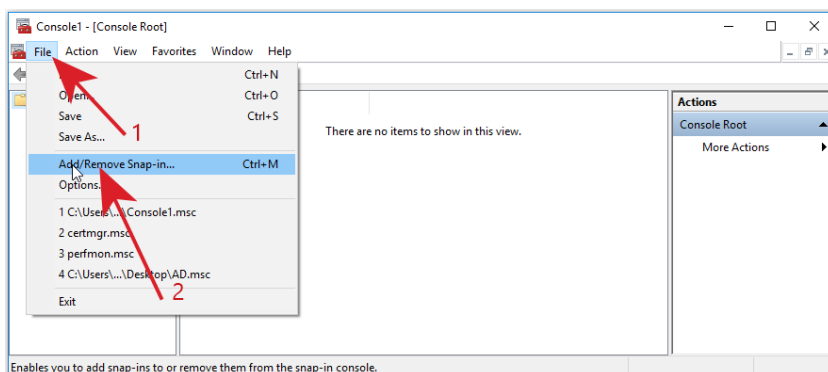 Console1 - [Console Root]
File Action View Favorites Window Help
Ctrl+N
Open... Ctrl+O
Save Ctrl+S
Save As...
1
Add/Remove Snap-in... Ctrl+M
Options...
1 C:\Users\...\Console1.msc
2 certmgr.msc
3 perfmon.msc
4 C:\Users\...\Desktop\AD.msc
2
Exit
There are no items to show in this view.
Actions
Console Root
More Actions
Enables you to add snap-ins to or remove them from the snap-in console.